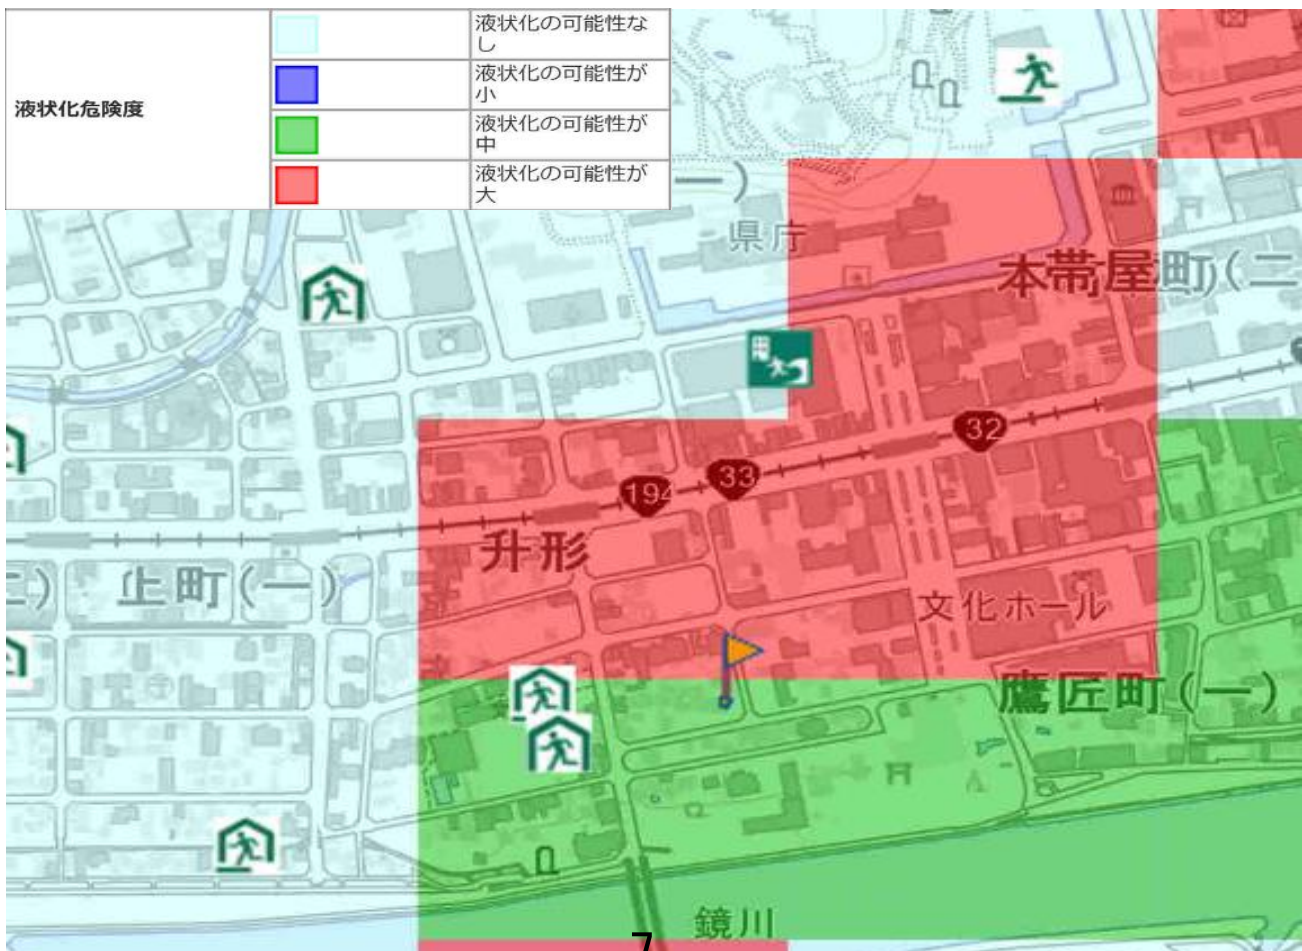 液状化危険度
液状化の可能性な
し
液状化の可能性が
小
液状化の可能性が
中
液状化の可能性が
大
一)
県庁
本帯屋町(二
32
33
194
升形
二) 上町(一)
文化ホール
鷹匠町(一)
鏡川
7